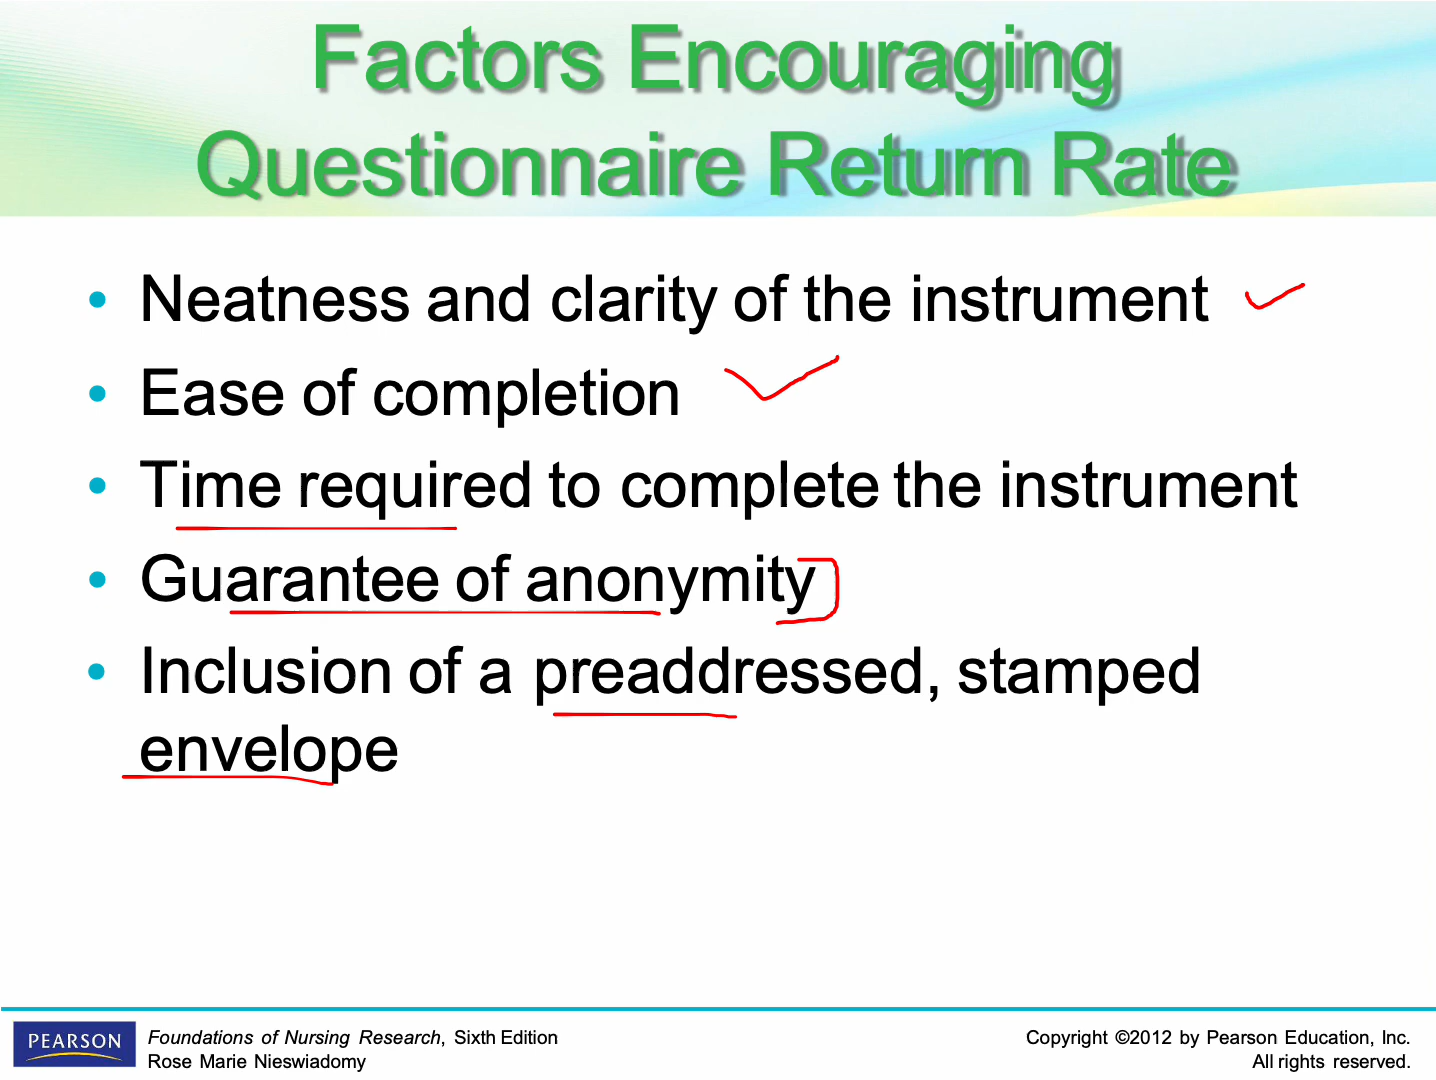 Factors Encouraging
Questionnaire Return Rate
• Neatness and clarity of the instrument
• Ease of completion
• Time required to complete the instrument
• Guarantee of anonymity
• Inclusion of a preaddressed, stamped
envelope
PEARSON
Foundations of Nursing Research, Sixth Edition
Rose Marie Nieswiadomy
Copyright ©2012 by Pearson Education, Inc.
All rights reserved.